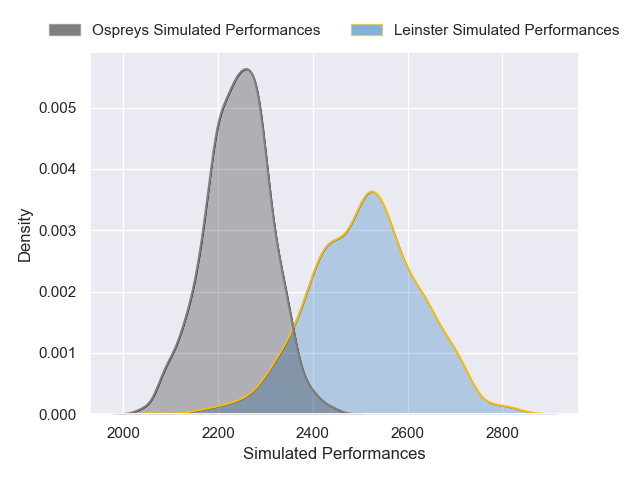 Ospreys Simulated Performances Leinster Simulated Performances
0.005
0.004
0.003
0.002
0.001
0.000
Density
2000 2200 2400 2600 2800
Simulated Performances